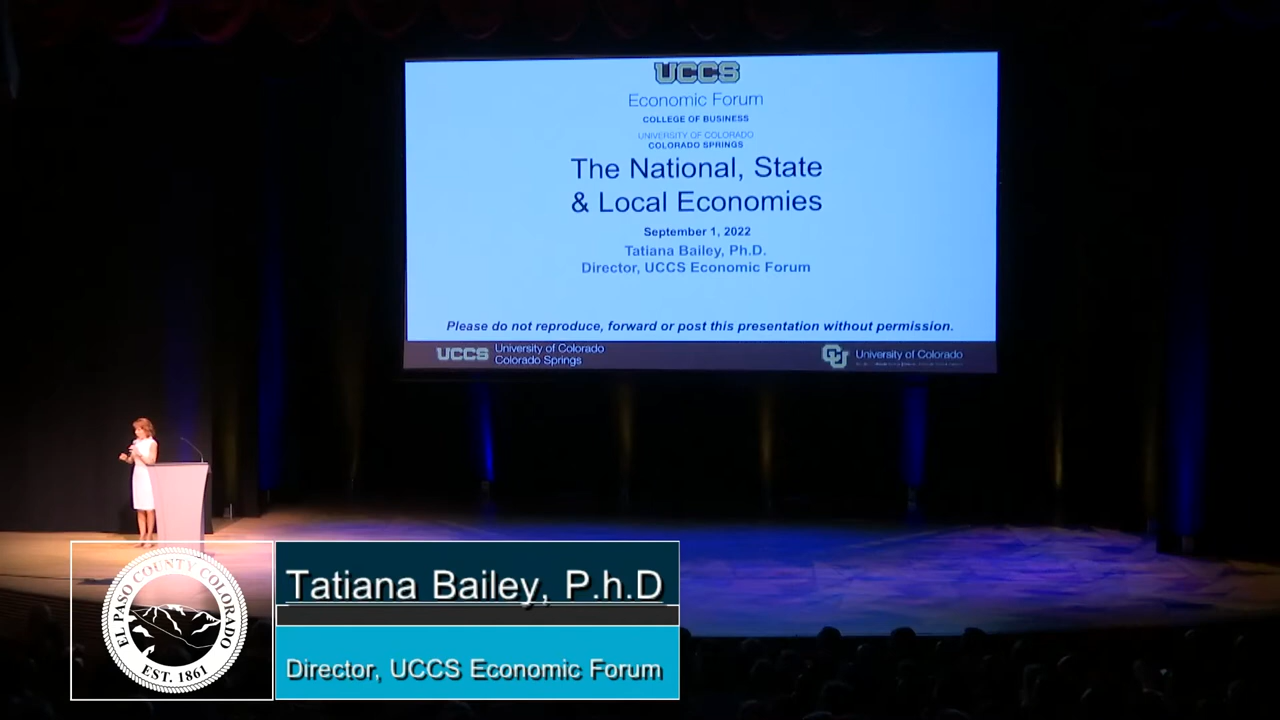 UCCS
Economic Forum
COLLEGE OF BUSINESS
UNIVERSITY OF COLORADO
COLORADO SPRINGS
The National, State
& Local Economies
September 1, 2022
Tatiana Bailey, Ph.D.
Director, UCCS Economic Forum
Please do not reproduce, forward or post this presentation without permission.
UCCS University of Colorado
Colorado Springs
CU University of Colorado
EL PASO COUNTY COLORADO
EST. 1861
Tatiana Bailey, P.h.D
Director, UCCS Economic Forum